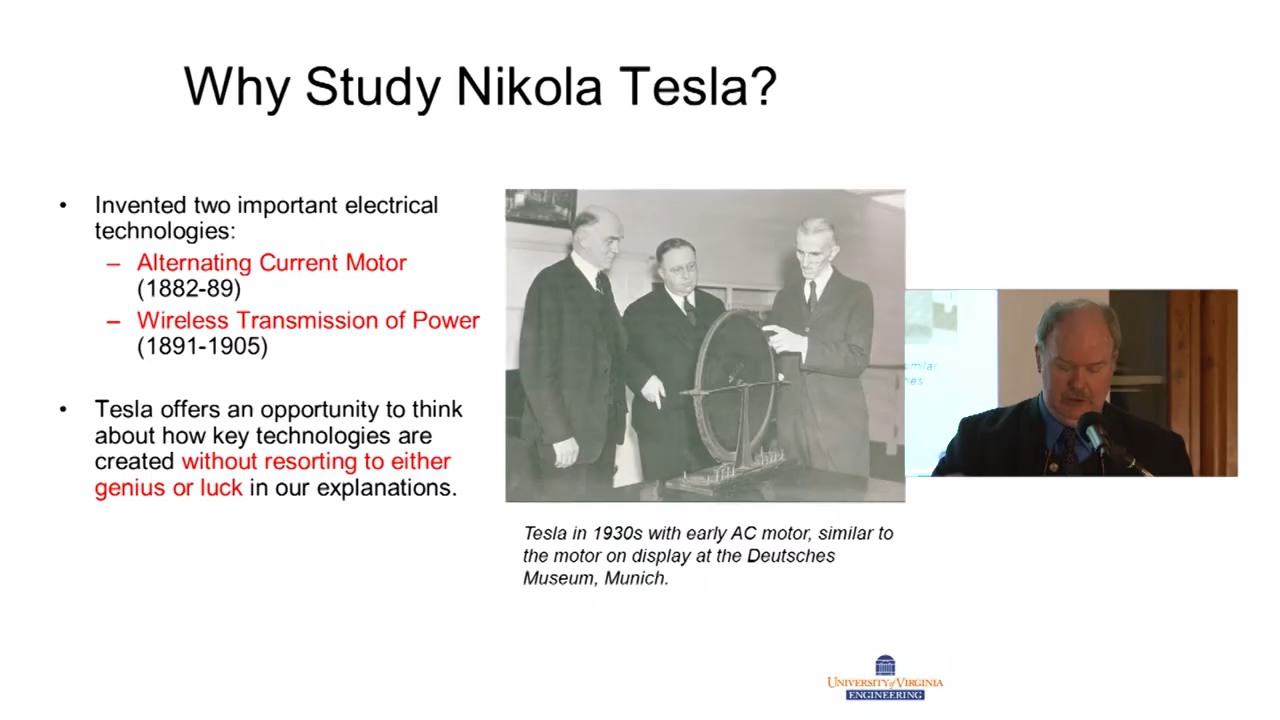 Why Study Nikola Tesla?
• Invented two important electrical
technologies:
– Alternating Current Motor
(1882-89)
– Wireless Transmission of Power
(1891-1905)
• Tesla offers an opportunity to think
about how key technologies are
created without resorting to either
genius or luck in our explanations.
Tesla in 1930s with early AC motor, similar to
the motor on display at the Deutsches
Museum, Munich.
UNIVERSITY of VIRGINIA
ENGINEERING